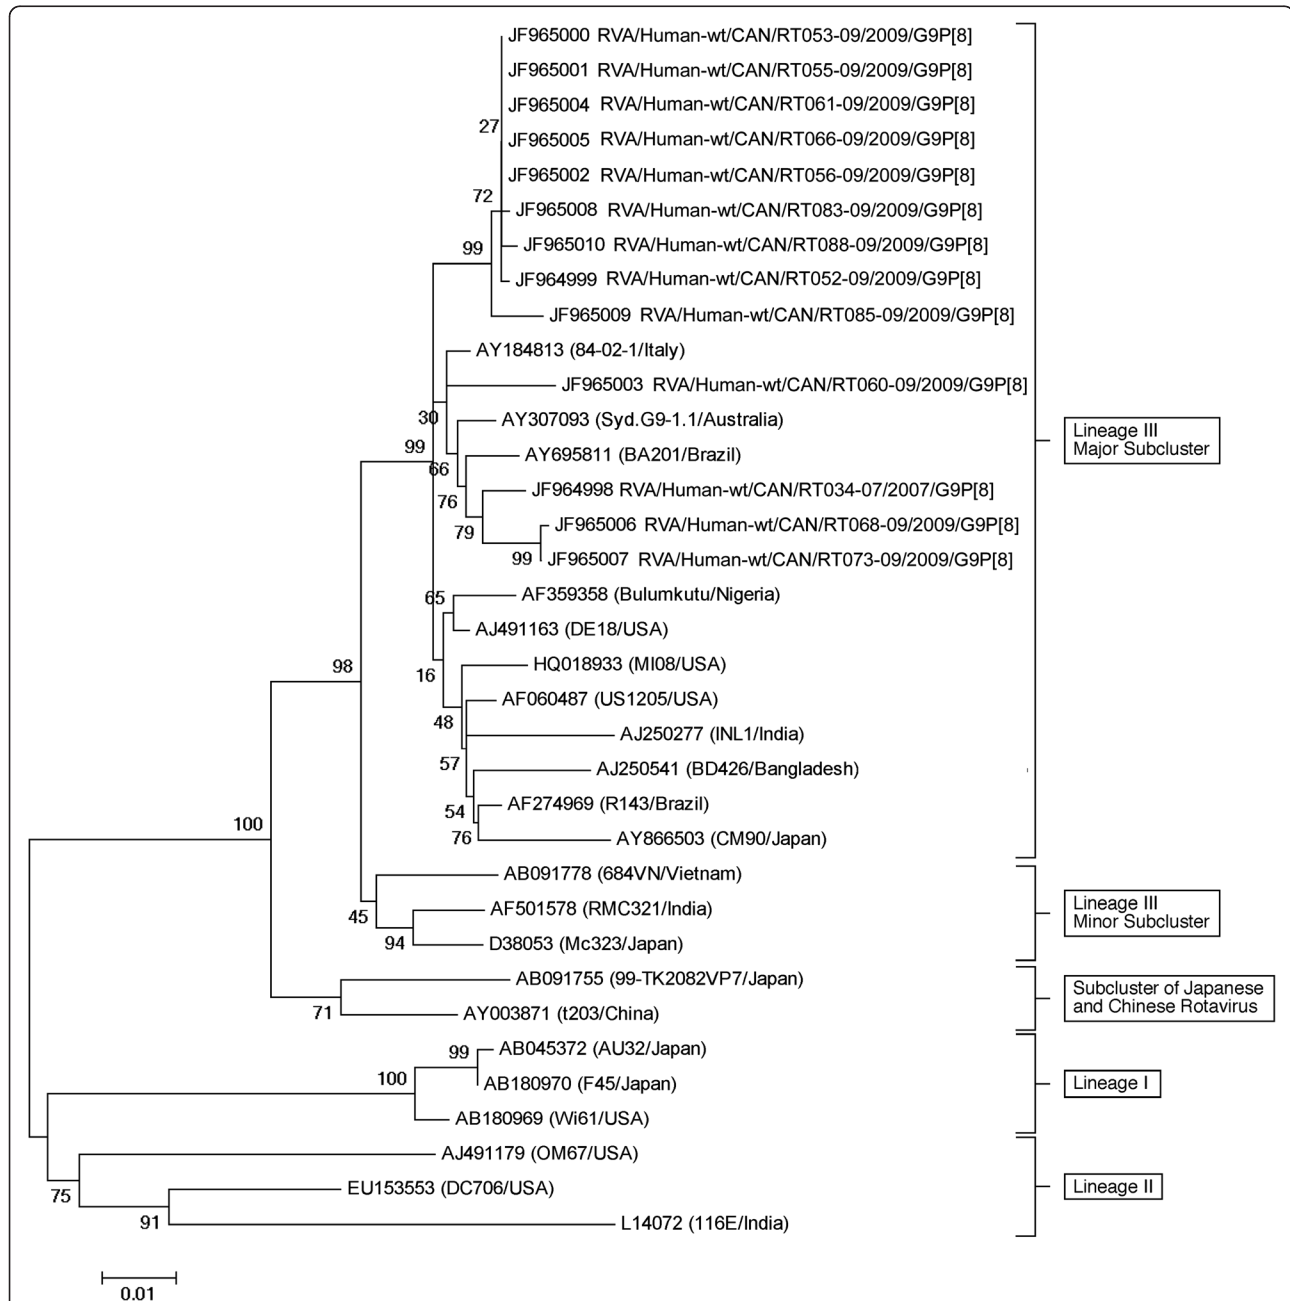 JF965000 RVA/Human-wt/CAN/RT053-09/2009/G9P[8]
JF965001 RVA/Human-wt/CAN/RT055-09/2009/G9P[8]
JF965004 RVA/Human-wt/CAN/RT061-09/2009/G9P[8]
27
JF965005 RVA/Human-wt/CAN/RT066-09/2009/G9P[8]
JF965002 RVA/Human-wt/CAN/RT056-09/2009/G9P[8]
72
JF965008 RVA/Human-wt/CAN/RT083-09/2009/G9P[8]
JF965010 RVA/Human-wt/CAN/RT088-09/2009/G9P[8]
99
JF964999 RVA/Human-wt/CAN/RT052-09/2009/G9P[8]
JF965009 RVA/Human-wt/CAN/RT085-09/2009/G9P[8]
AY184813 (84-02-1/Italy)
JF965003 RVA/Human-wt/CAN/RT060-09/2009/G9P[8]
30
AY307093 (Syd.G9-1.1/Australia)
Lineage III
Major Subcluster
99
AY695811 (BA201/Brazil)
66
JF964998 RVA/Human-wt/CAN/RT034-07/2007/G9P[8]
76
JF965006 RVA/Human-wt/CAN/RT068-09/2009/G9P[8]
79
JF965007 RVA/Human-wt/CAN/RT073-09/2009/G9P[8]
99
AF359358 (Bulumkutu/Nigeria)
65
AJ491163 (DE18/USA)
HQ018933 (MI08/USA)
98
16
AF060487 (US1205/USA)
48
AJ250277 (INL1/India)
57
AJ250541 (BD426/Bangladesh)
AF274969 (R143/Brazil)
54
100
76
AY866503 (CM90/Japan)
AB091778 (684VN/Vietnam)
45
AF501578 (RMC321/India)
Lineage III
Minor Subcluster
94
D38053 (Mc323/Japan)
AB091755 (99-TK2082VP7/Japan)
Subcluster of Japanese
and Chinese Rotavirus
71
AY003871 (t203/China)
99
AB045372 (AU32/Japan)
100
AB180970 (F45/Japan)
Lineage I
AB180969 (Wi61/USA)
AJ491179 (OM67/USA)
75
EU153553 (DC706/USA)
Lineage II
91
L14072 (116E/India)
0.01